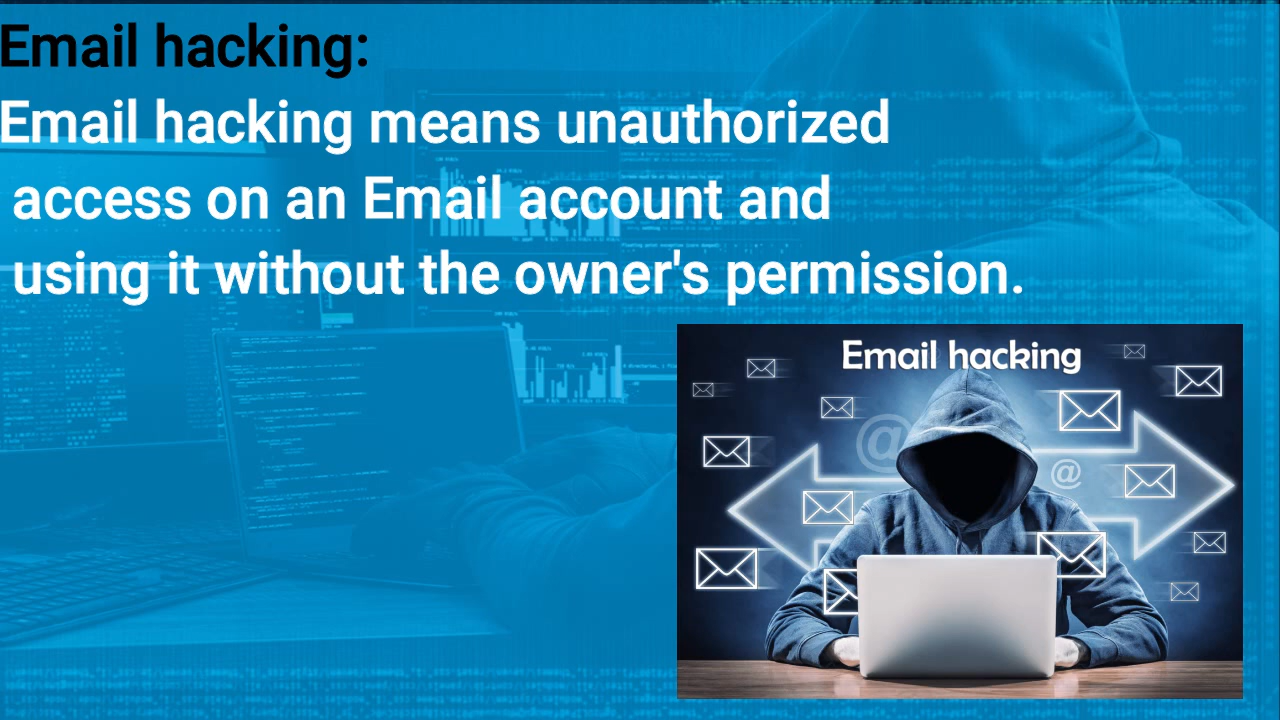 Email hacking:
Email hacking means unauthorized
access on an Email account and
using it without the owner's permission.
Email hacking
@
@